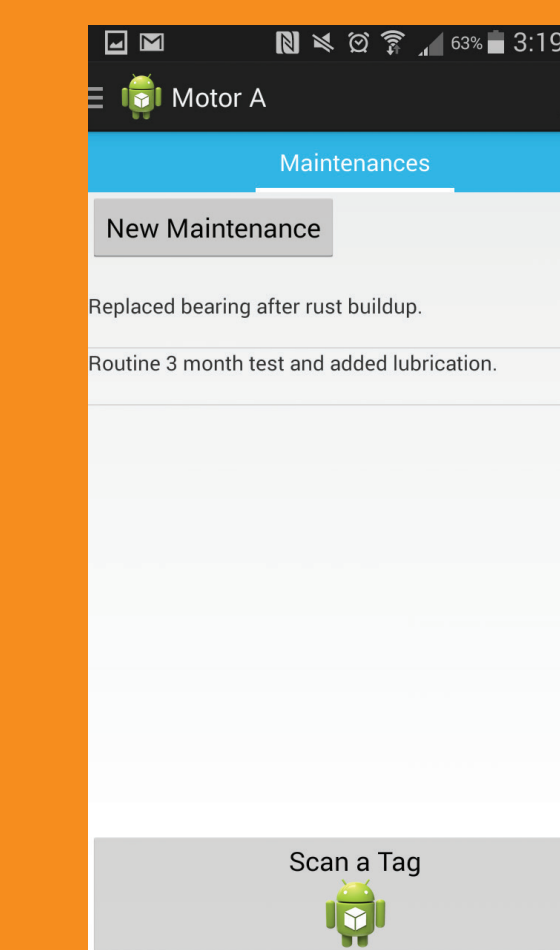 63% 3:19
Motor A
Maintenances
New Maintenance
Replaced bearing after rust buildup.
Routine 3 month test and added lubrication.
Scan a Tag